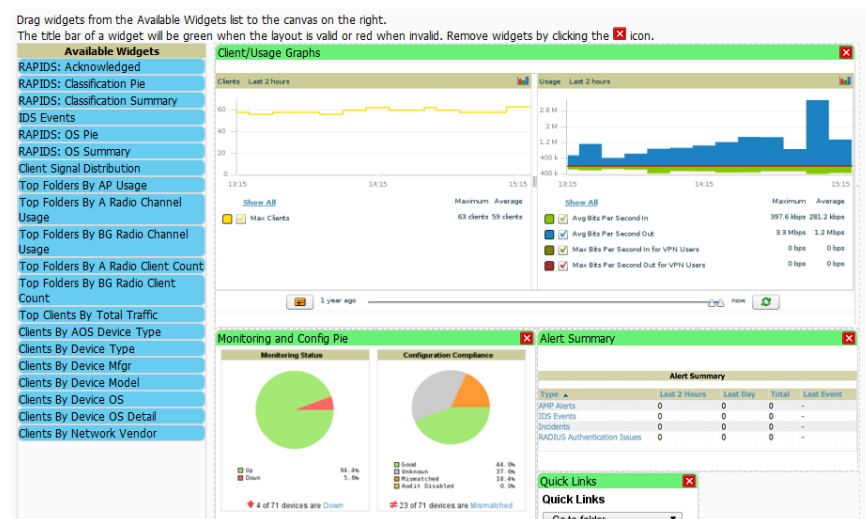 Drag widgets from the Available Widgets list to the canvas on the right.
The title bar of a widget will be green when the layout is valid or red when invalid. Remove widgets by clicking the icon.
Available Widgets
RAPIDS: Acknowledged
RAPIDS: Classification Pie
RAPIDS: Classification Summary
IDS Events
RAPIDS: OS Pie
RAPIDS: OS Summary
Client Signal Distribution
Top Folders By AP Usage
Top Folders By A Radio Channel
Usage
Top Folders By BG Radio Channel
Usage
Top Folders By A Radio Client Count
Top Folders By BG Radio Client
Count
Top Clients By Total Traffic
Clients By AOS Device Type
Clients By Device Type
Clients By Device Mfgr
Clients By Device Model
Clients By Device OS
Clients By Device OS Detail
Clients By Network Vendor
Client/Usage Graphs
Clients Last 2 hours
60
40
20
0
13:15 14:15 15:15
Show All Maximum Average
Max Clients 63 clients 59 clients
Usage Last 2 hours
2.8 M
2 M
1.2 M
400 k
400 k
13:15 14:15 15:15
Show All Maximum Average
Avg Bits Per Second In 397.6 kbps 281.2 kbps
Avg Bits Per Second Out 3.3 Mbps 1.2 Mbps
Max Bits Per Second In for VPN Users 0 bps 0 bps
Max Bits Per Second Out for VPN Users 0 bps 0 bps
1 year ago now
Monitoring and Config Pie
Monitoring Status
Up 94.4%
Down 5.6%
4 of 71 devices are Down
Configuration Compliance
Good 44.0%
Unknown 37.6%
Mismatched 18.4%
Audit Disabled 0.0%
23 of 71 devices are Mismatched
Alert Summary
Alert Summary
Type Last 2 Hours Last Day Total Last Event
AMP Alerts 0 0 0 -
IDS Events 0 0 0 -
Incidents 0 0 0 -
RADIUS Authentication Issues 0 0 0 -
Quick Links
Quick Links
Go to folder